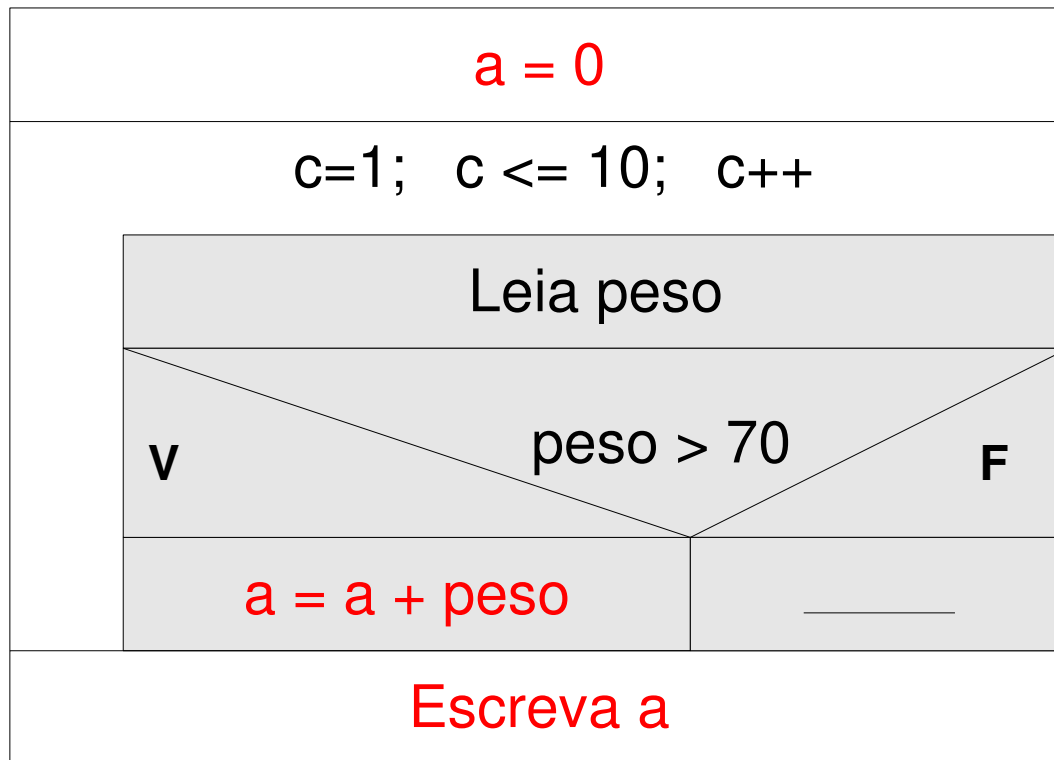 a = 0
c=1; c <= 10; c++
Leia peso
peso > 70
V
F
a = a + peso
Escreva a